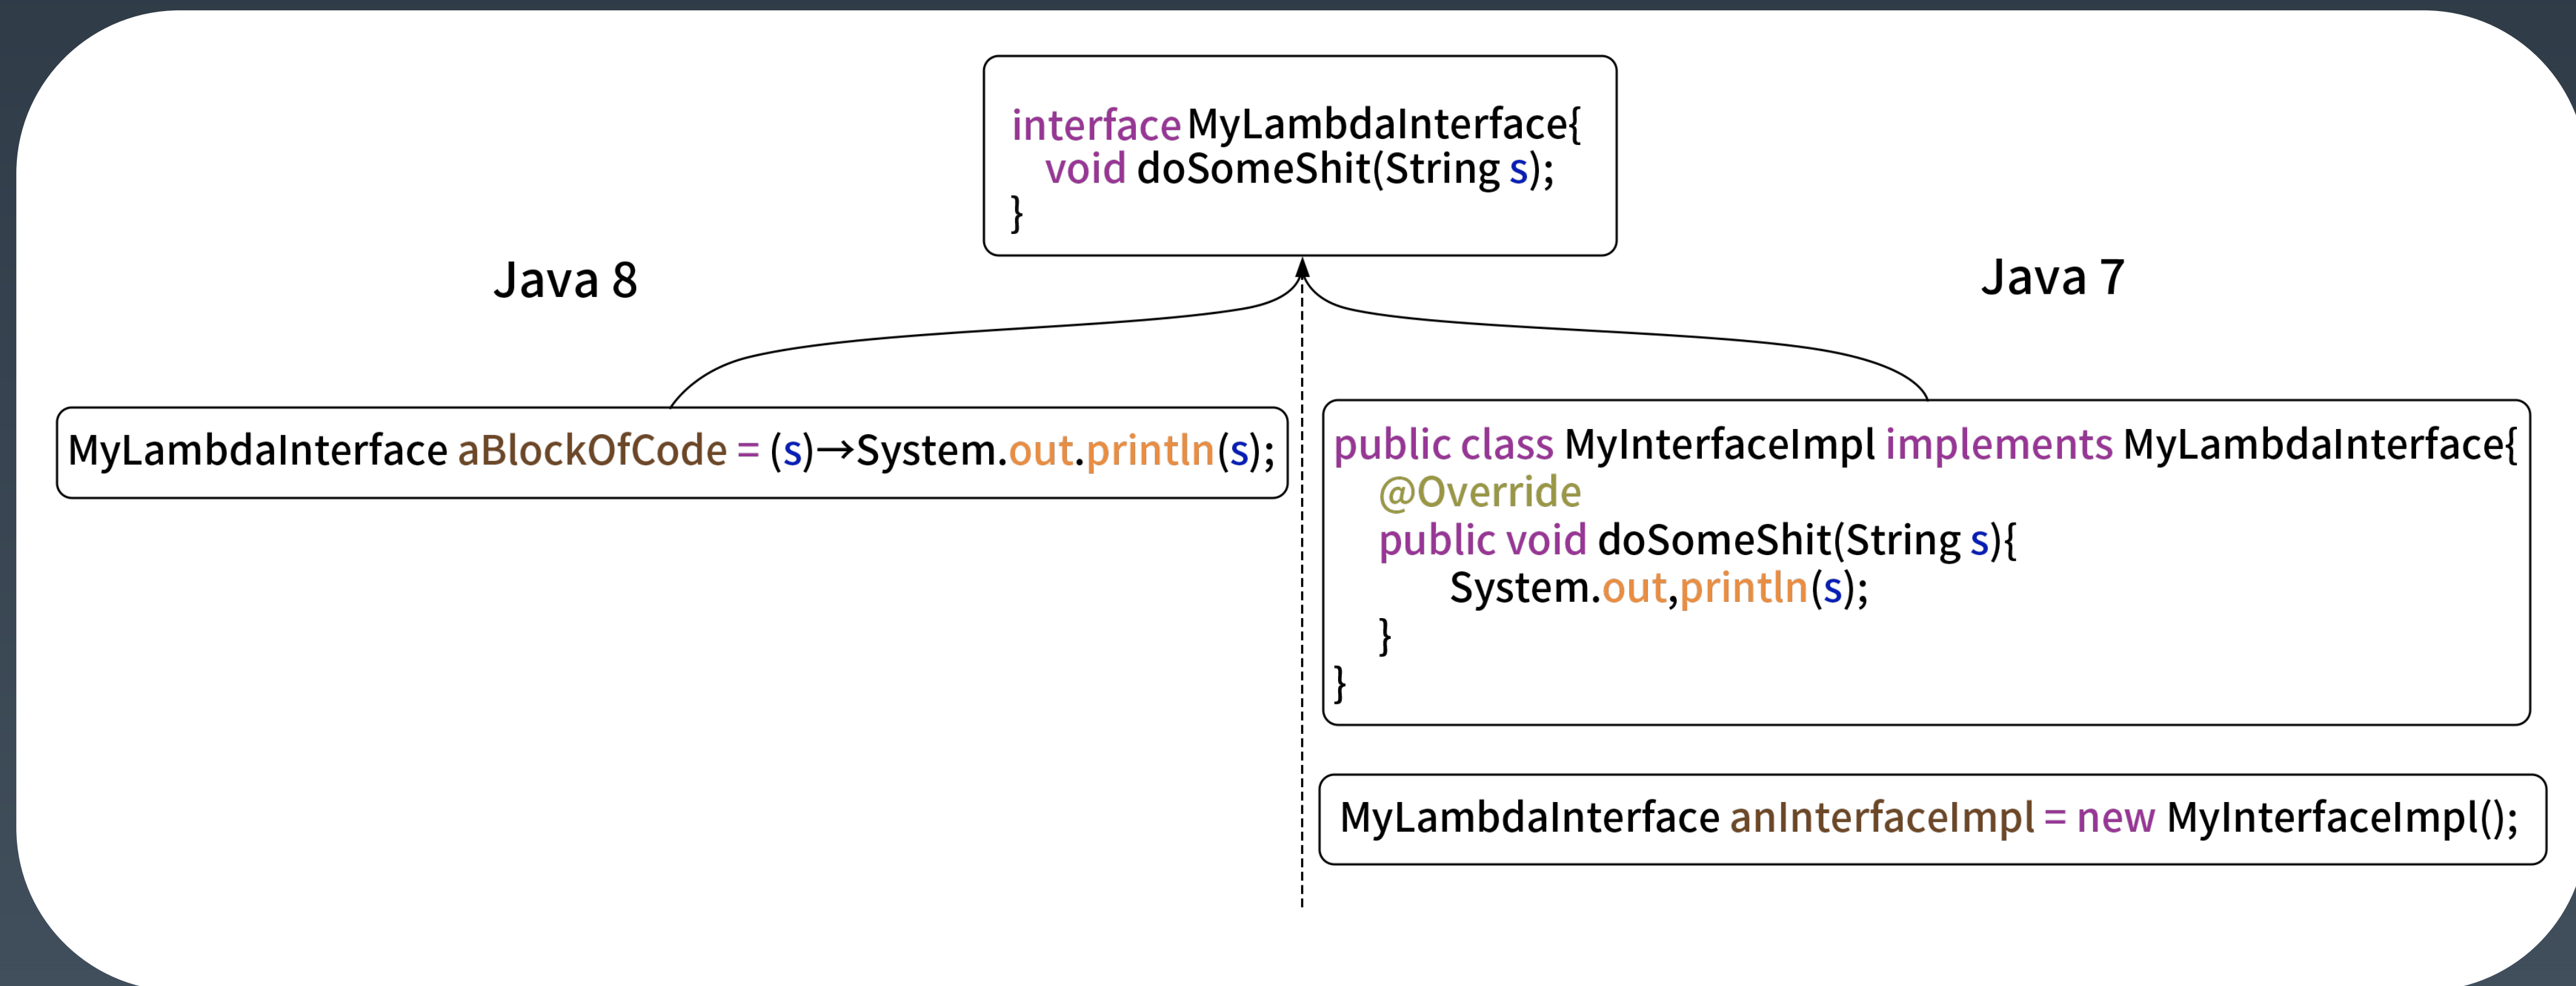 interface MyLambdaInterface{
void doSomeShit(String s);
}
Java 8
Java 7
MyLambdaInterface aBlockOfCode = (s)→System.out.println(s);
public class MyInterfaceImpl implements MyLambdaInterface{
@Override
public void doSomeShit(String s){
System.out,println(s);
}
}
MyLambdaInterface anInterfaceImpl = new MyInterfaceImpl();